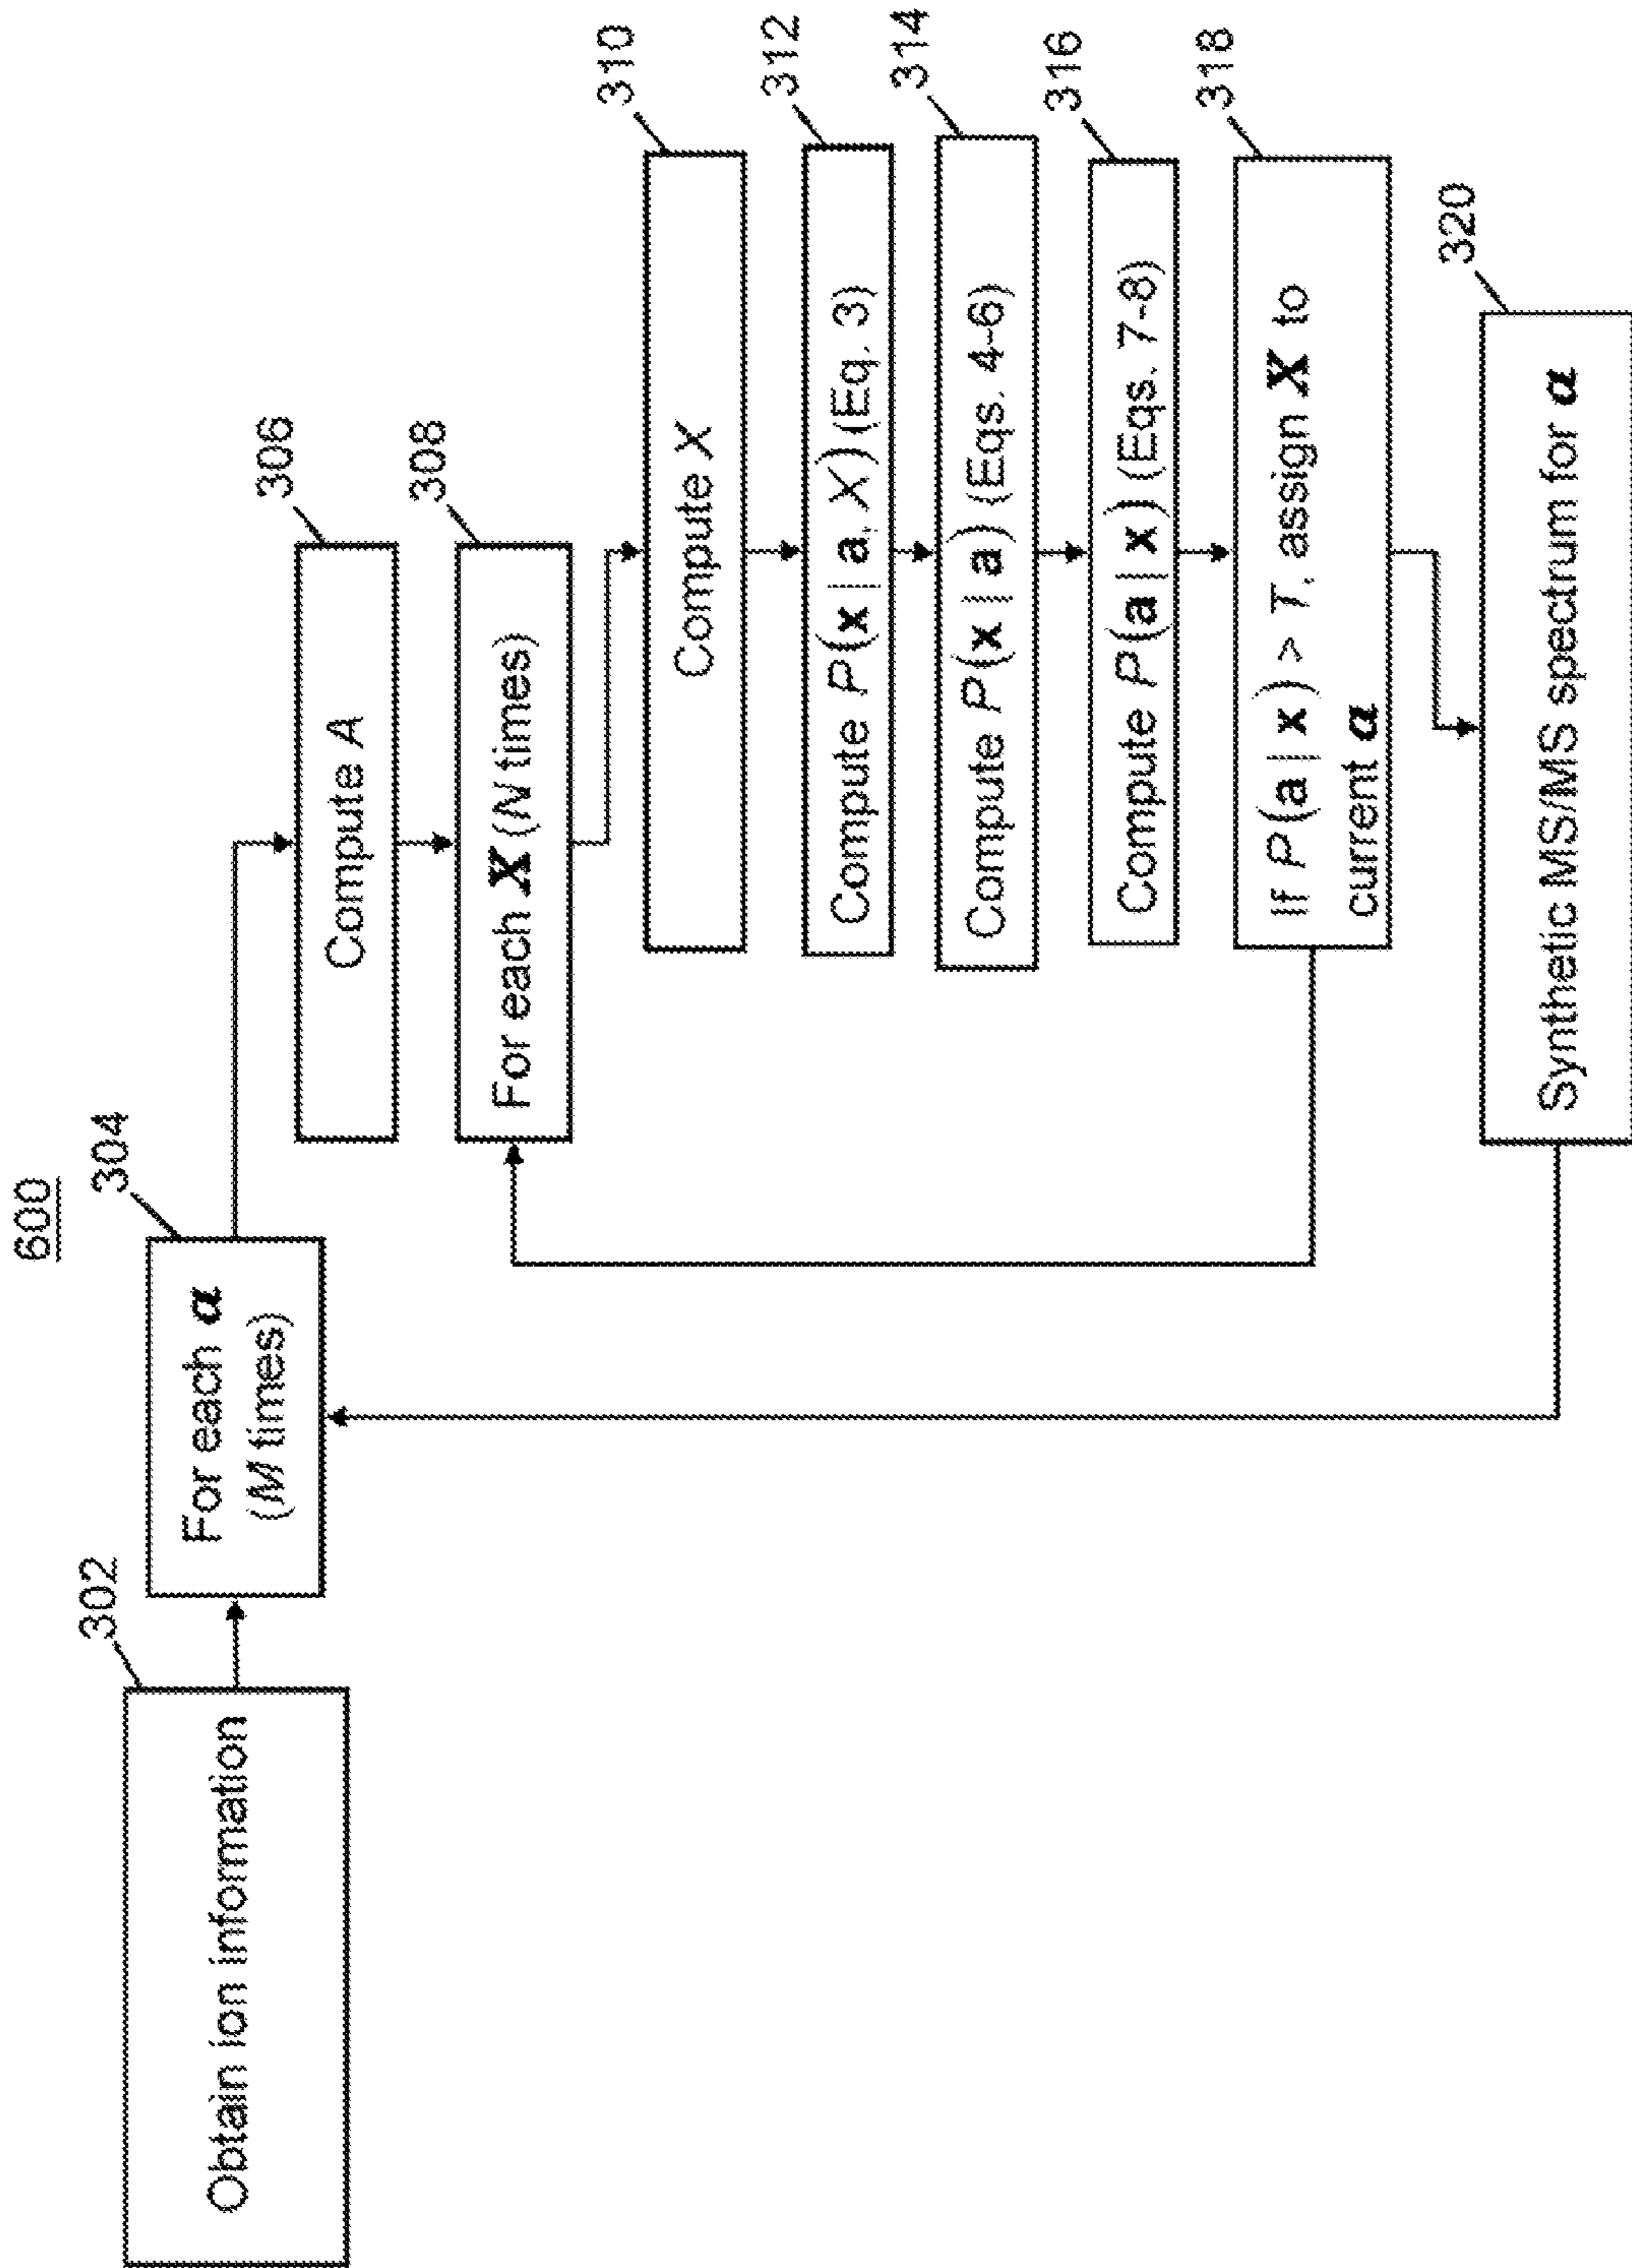 600
302
Obtain ion information
304
For each 𝒂
(M times)
306
Compute A
308
For each X (N times)
310
Compute X
312
Compute P(x | a, X) (Eq. 3)
314
Compute P(x | a) (Eqs. 4-6)
316
Compute P(a | x) (Eqs. 7-8)
318
If P(a | x) > T, assign X to
current 𝒂
320
Synthetic MS/MS spectrum for 𝒂